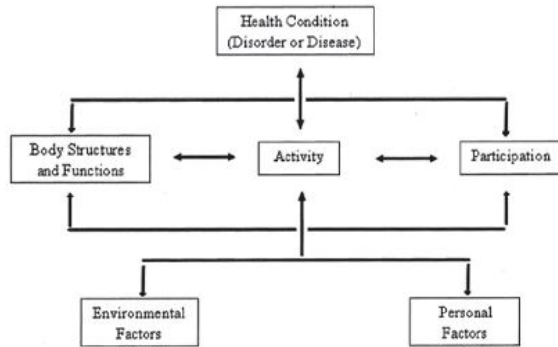 Health Condition
(Disorder or Disease)
Body Structures
and Functions
Activity
Participation
Environmental
Factors
Personal
Factors